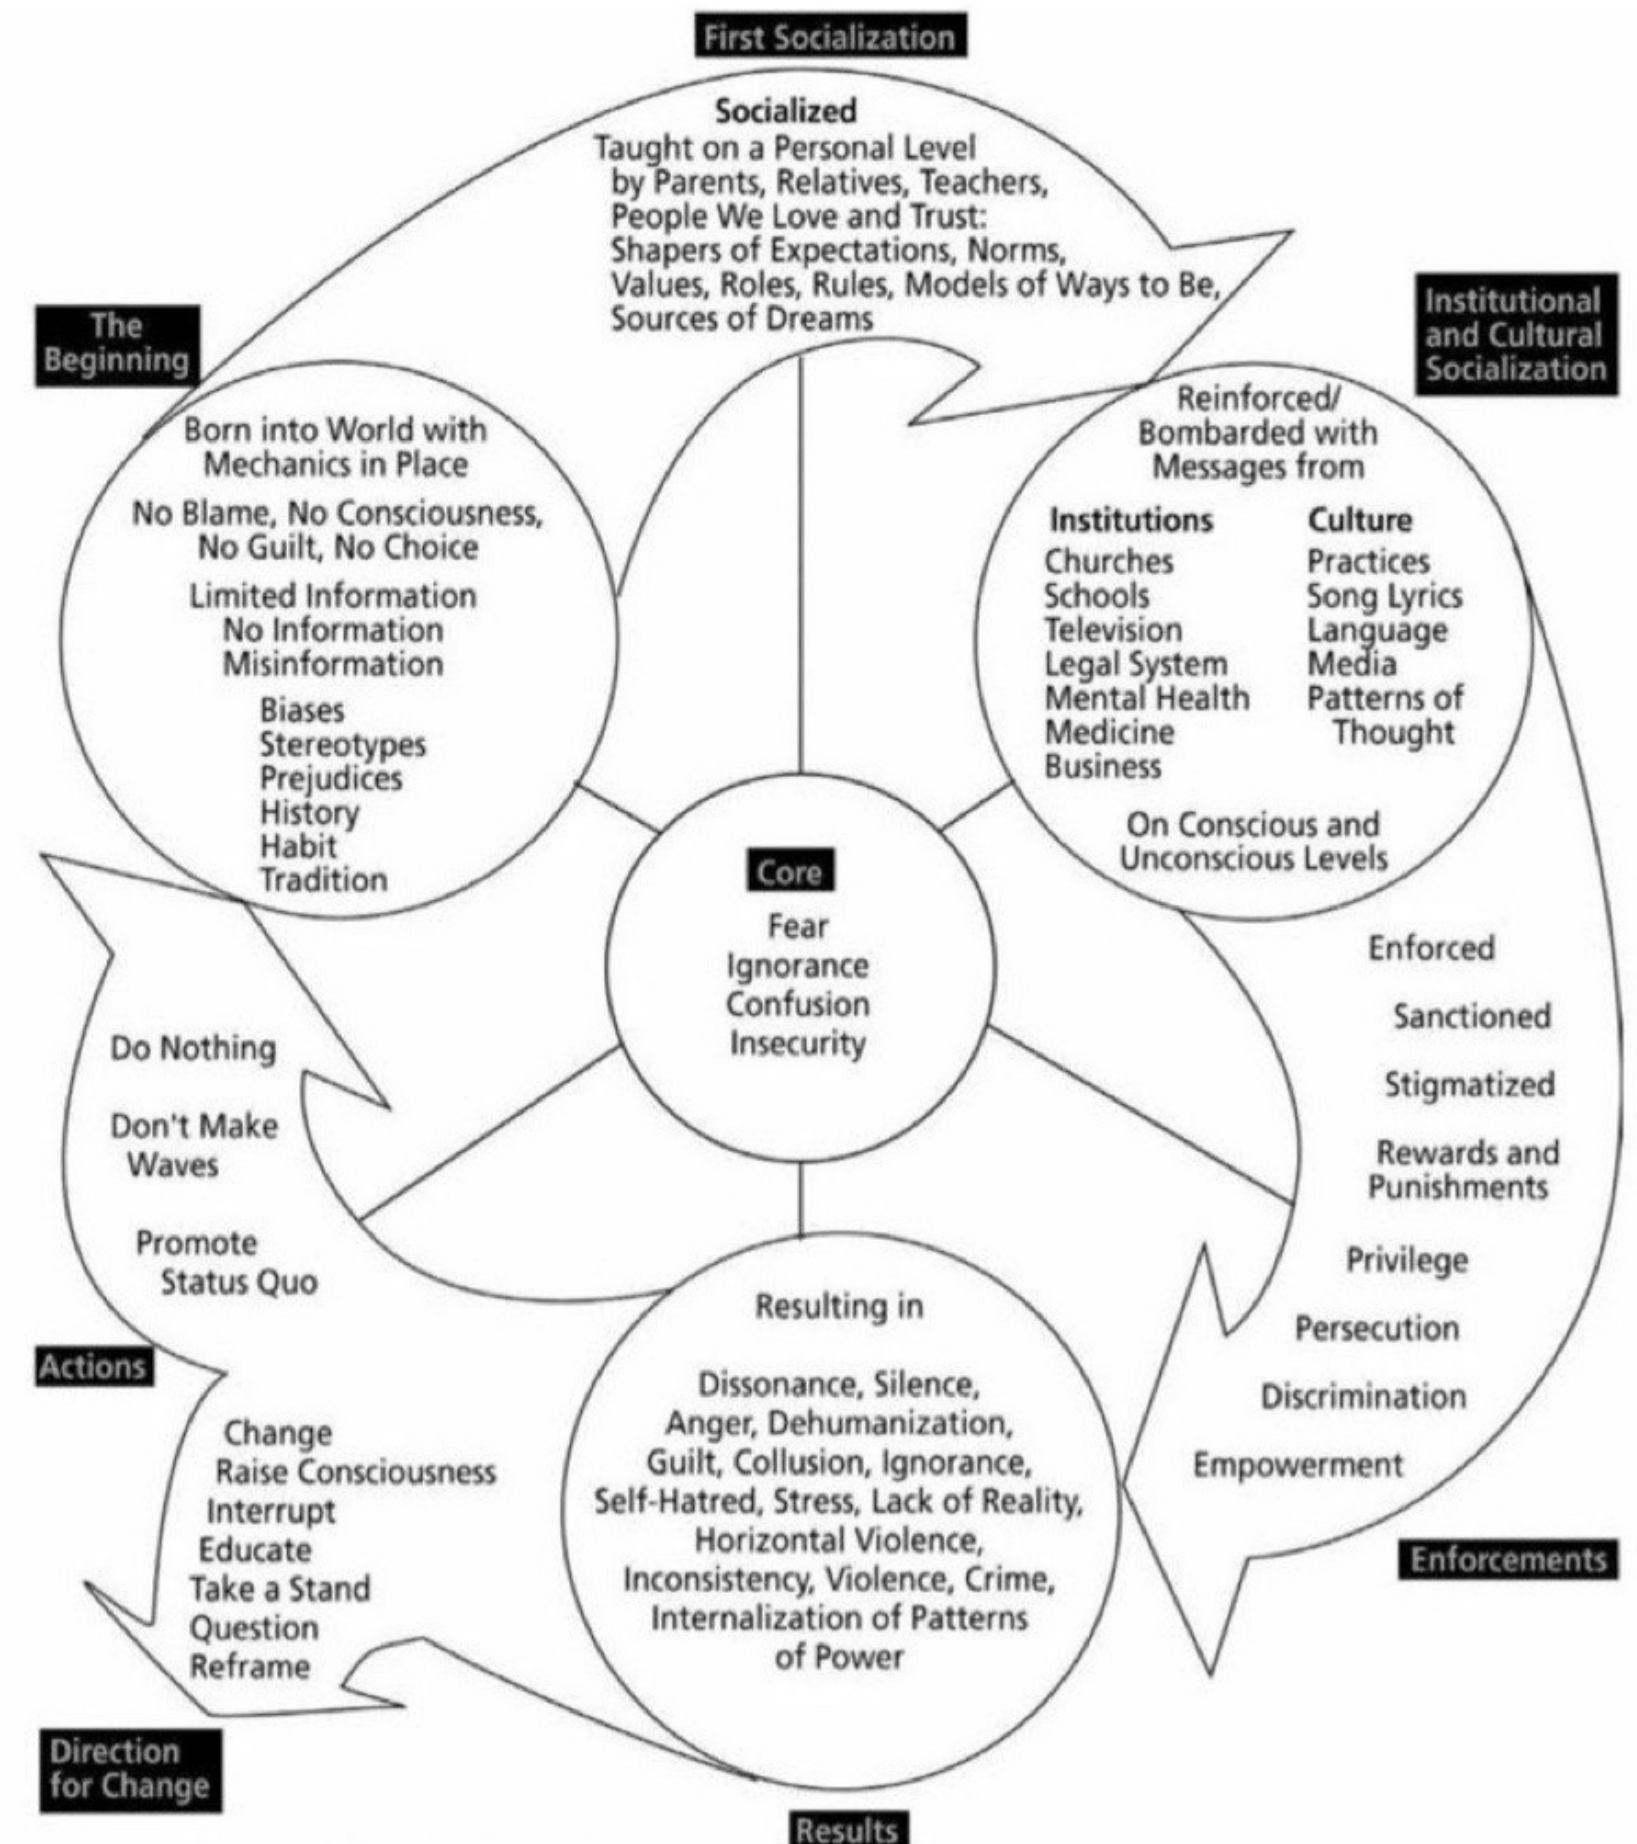 First Socialization
Socialized
Taught on a Personal Level
by Parents, Relatives, Teachers,
People We Love and Trust:
Shapers of Expectations, Norms,
Values, Roles, Rules, Models of Ways to Be,
Sources of Dreams
The
Beginning
Born into World with
Mechanics in Place
No Blame, No Consciousness,
No Guilt, No Choice
Limited Information
No Information
Misinformation
Biases
Stereotypes
Prejudices
History
Habit
Tradition
Institutional
and Cultural
Socialization
Reinforced/
Bombarded with
Messages from
Institutions
Churches
Schools
Television
Legal System
Mental Health
Medicine
Business
Culture
Practices
Song Lyrics
Language
Media
Patterns of
Thought
On Conscious and
Unconscious Levels
Core
Fear
Ignorance
Confusion
Insecurity
Enforced
Sanctioned
Stigmatized
Rewards and
Punishments
Privilege
Persecution
Discrimination
Empowerment
Enforcements
Resulting in
Dissonance, Silence,
Anger, Dehumanization,
Guilt, Collusion, Ignorance,
Self-Hatred, Stress, Lack of Reality,
Horizontal Violence,
Inconsistency, Violence, Crime,
Internalization of Patterns
of Power
Results
Do Nothing
Don't Make
Waves
Promote
Status Quo
Actions
Change
Raise Consciousness
Interrupt
Educate
Take a Stand
Question
Reframe
Direction
for Change